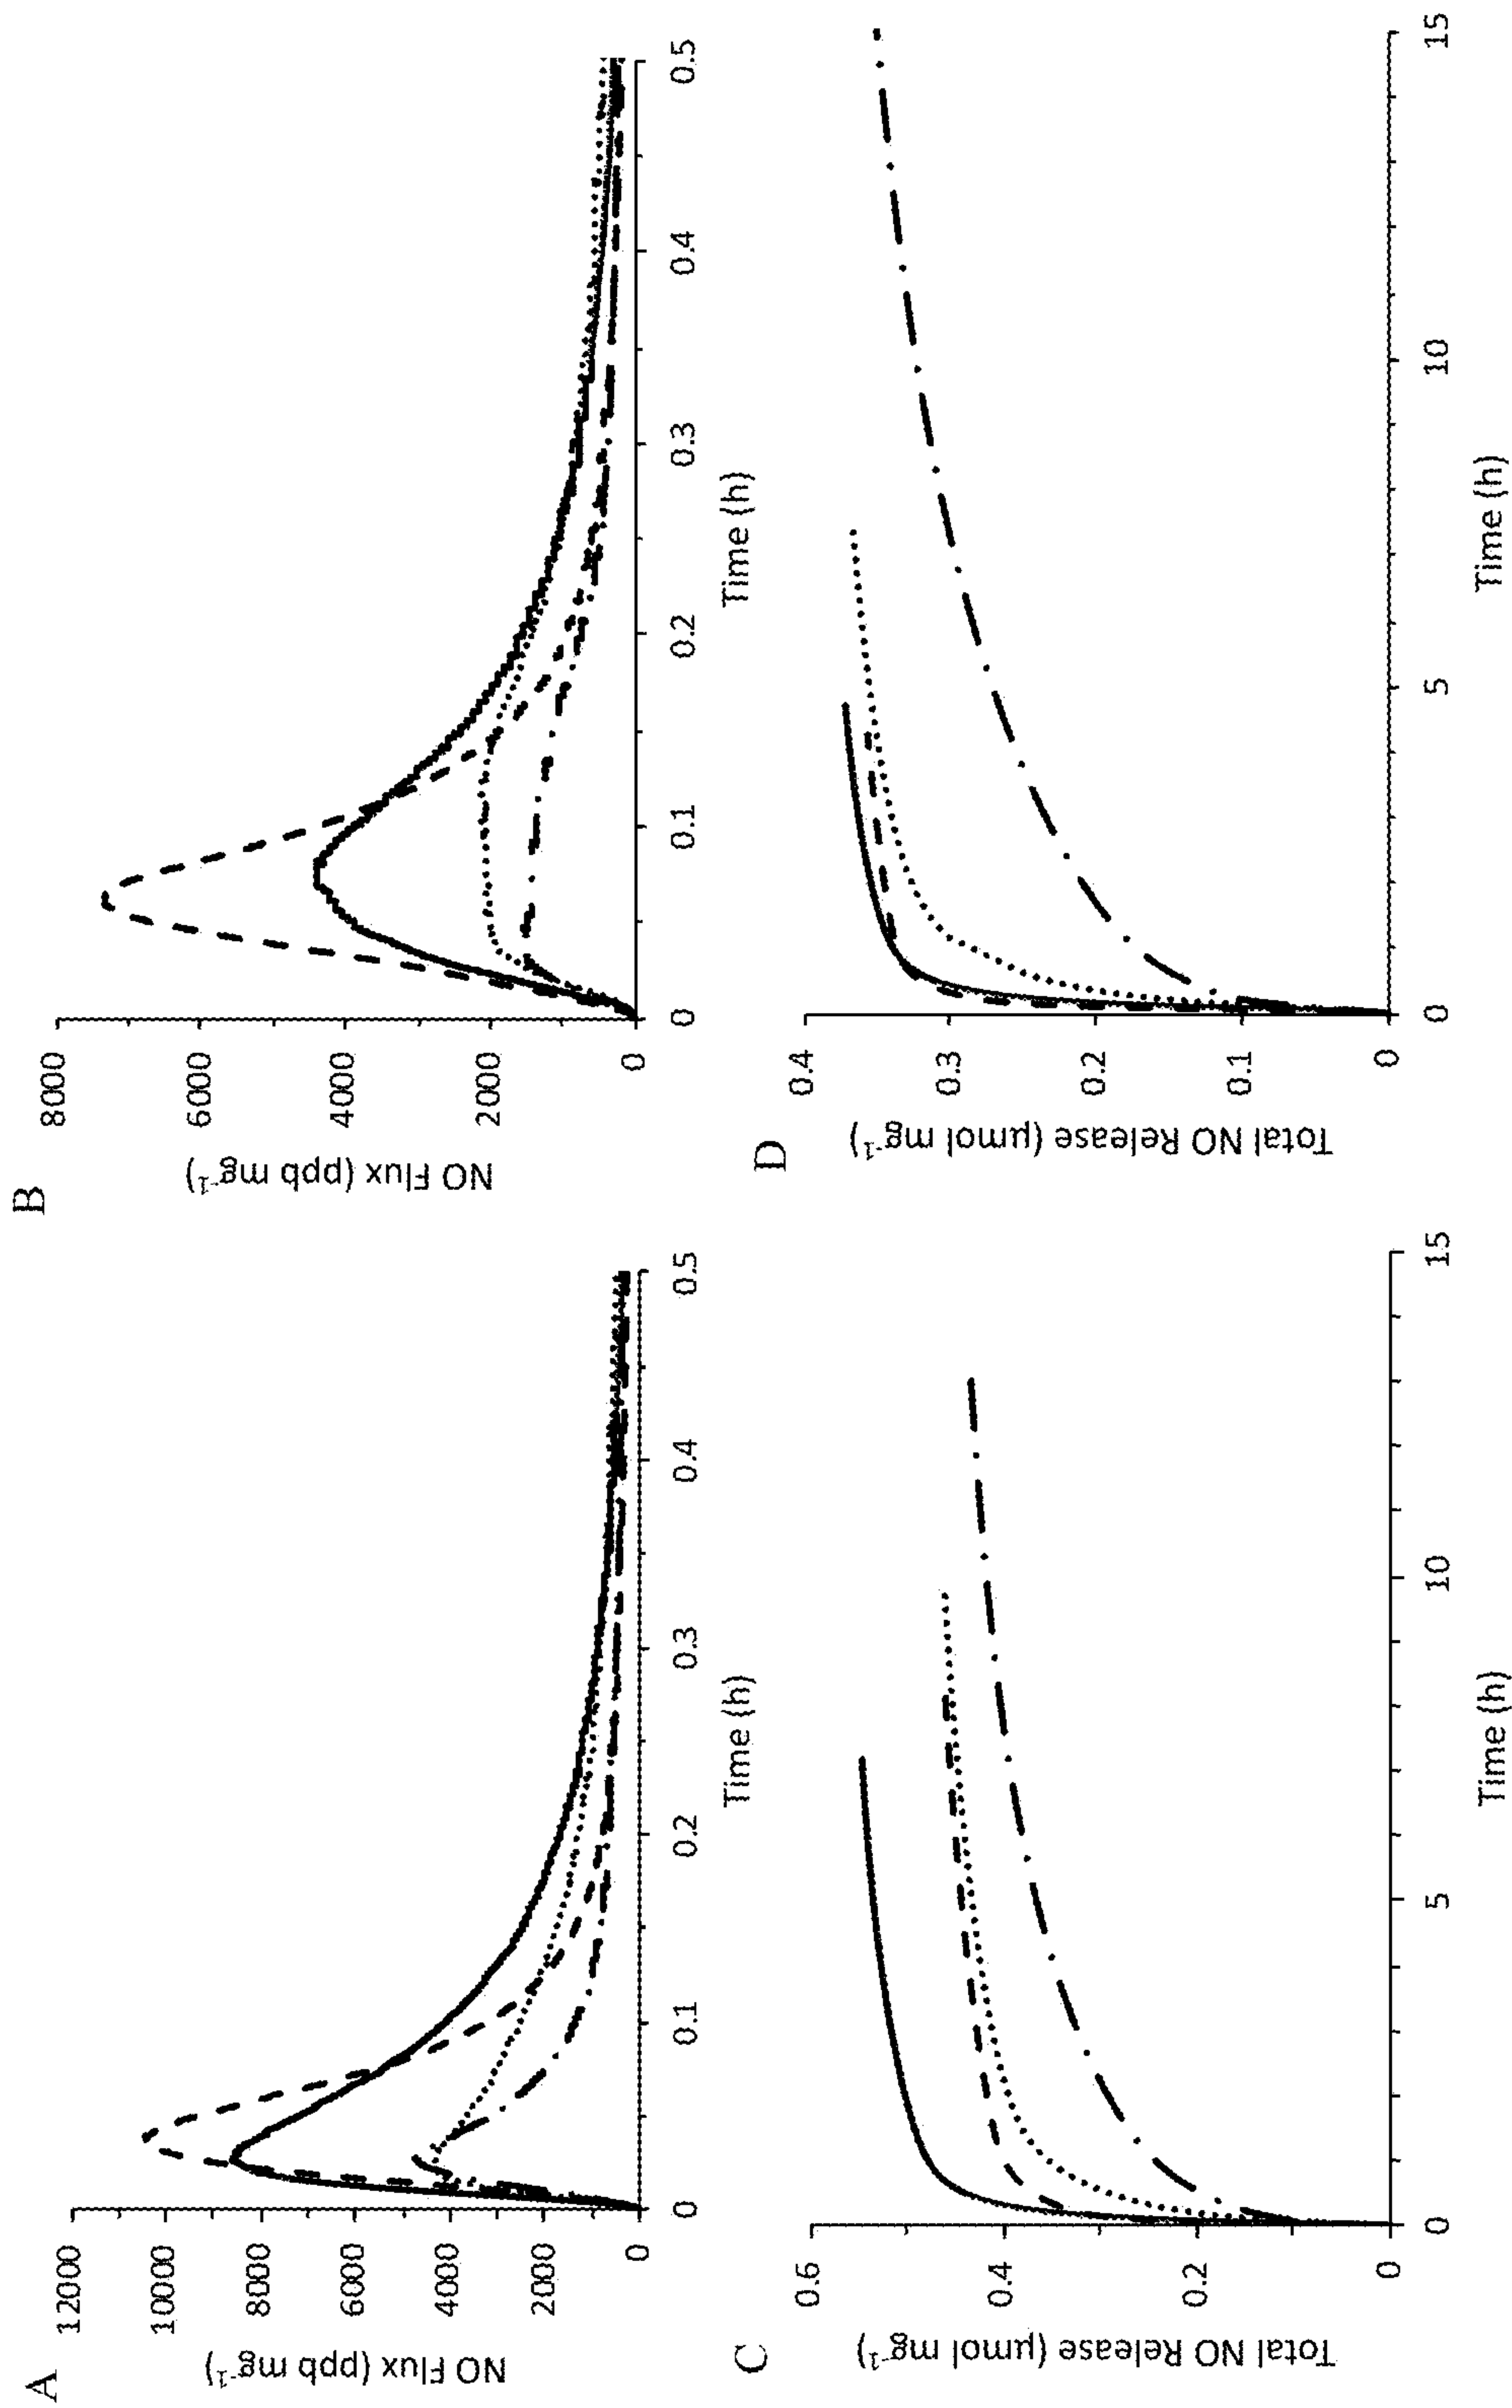 A
NO Flux (ppb mg⁻¹)
12000
10000
8000
6000
4000
2000
0
0 0.1 0.2 0.3 0.4 0.5
Time (h)
B
NO Flux (ppb mg⁻¹)
8000
6000
4000
2000
0
0 0.1 0.2 0.3 0.4 0.5
Time (h)
C
Total NO Release (μmol mg⁻¹)
0.6
0.4
0.2
0
0 5 10 15
Time (h)
D
Total NO Release (μmol mg⁻¹)
0.4
0.3
0.2
0.1
0
0 5 10 15
Time (h)